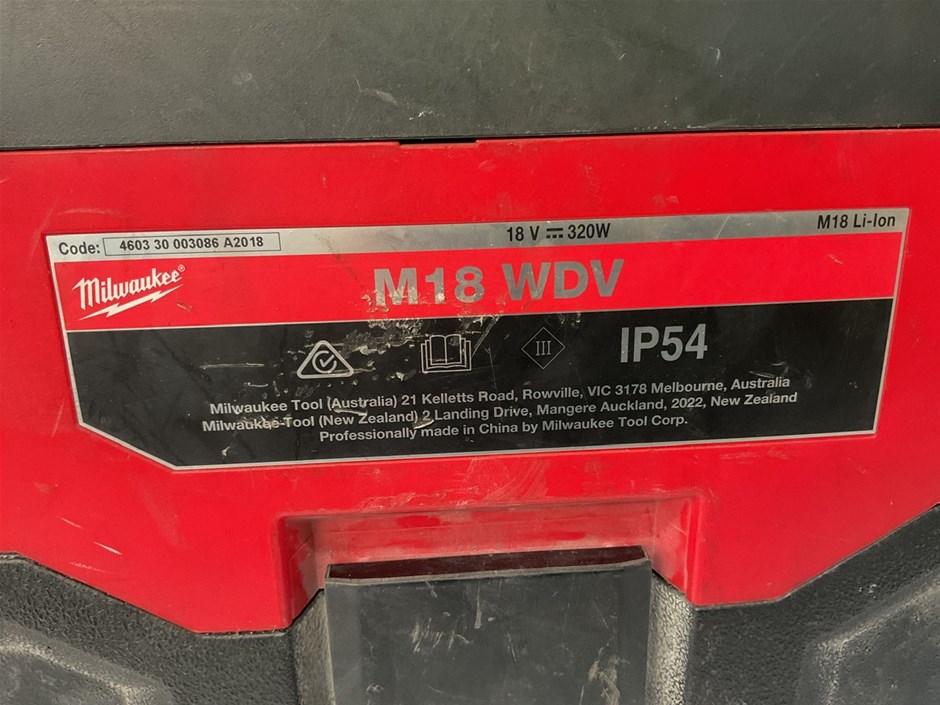 Code: 4603 30 003086 A2018
18 V ⎓ 320W
M18 Li-Ion
Milwaukee®
M18 WDV
III
IP54
Milwaukee Tool (Australia) 21 Kelletts Road, Rowville, VIC 3178 Melbourne, Australia
Milwaukee Tool (New Zealand) 2 Landing Drive, Mangere Auckland, 2022, New Zealand
Professionally made in China by Milwaukee Tool Corp.